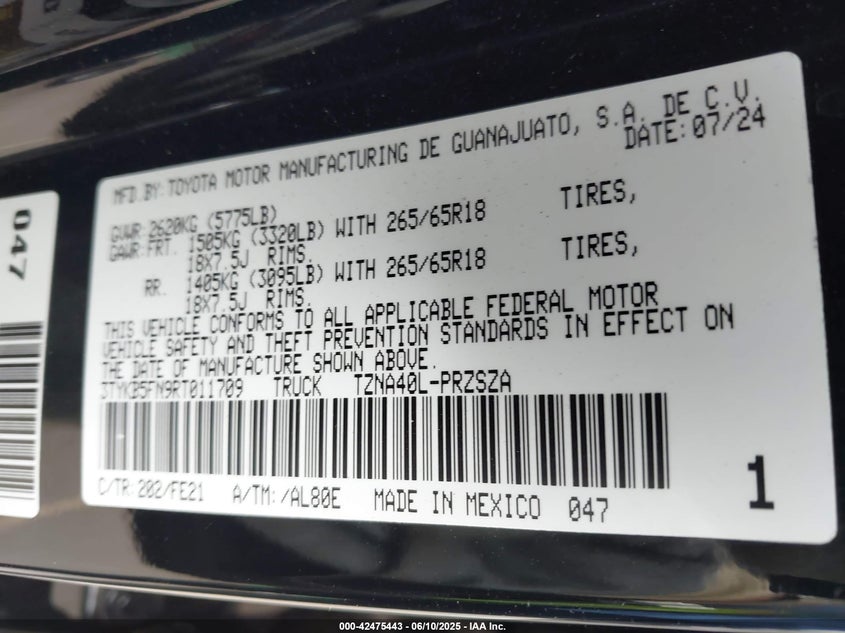 MFD.BY:TOYOTA MOTOR MANUFACTURING DE GUANAJUATO, S.A. DE C.V.
DATE:07/24
GVWR:2620KG (5775LB)
GAWR:FRT. 1505KG (3320LB) WITH 265/65R18 TIRES,
18X7.5J RIMS.
RR. 1405KG (3095LB) WITH 265/65R18 TIRES,
18X7.5J RIMS.
THIS VEHICLE CONFORMS TO ALL APPLICABLE FEDERAL MOTOR
VEHICLE SAFETY AND THEFT PREVENTION STANDARDS IN EFFECT ON
THE DATE OF MANUFACTURE SHOWN ABOVE.
3TYKB5FN9RT011709 TRUCK TZNA40L-PRZSZA
C/TR:202/FE21 A/TM:/AL80E MADE IN MEXICO 047
1
047
000-42475443 - 06/10/2025 - IAA Inc.